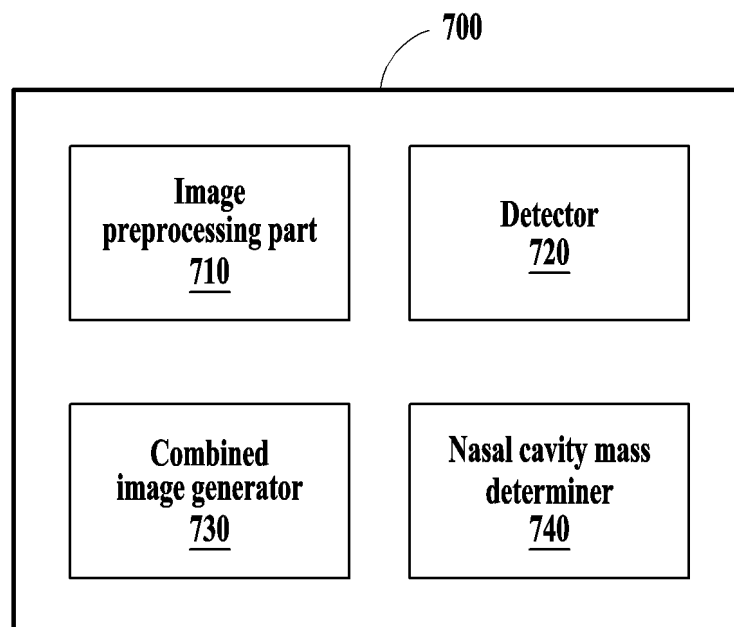 700
Image
preprocessing part
710
Detector
720
Combined
image generator
730
Nasal cavity mass
determiner
740